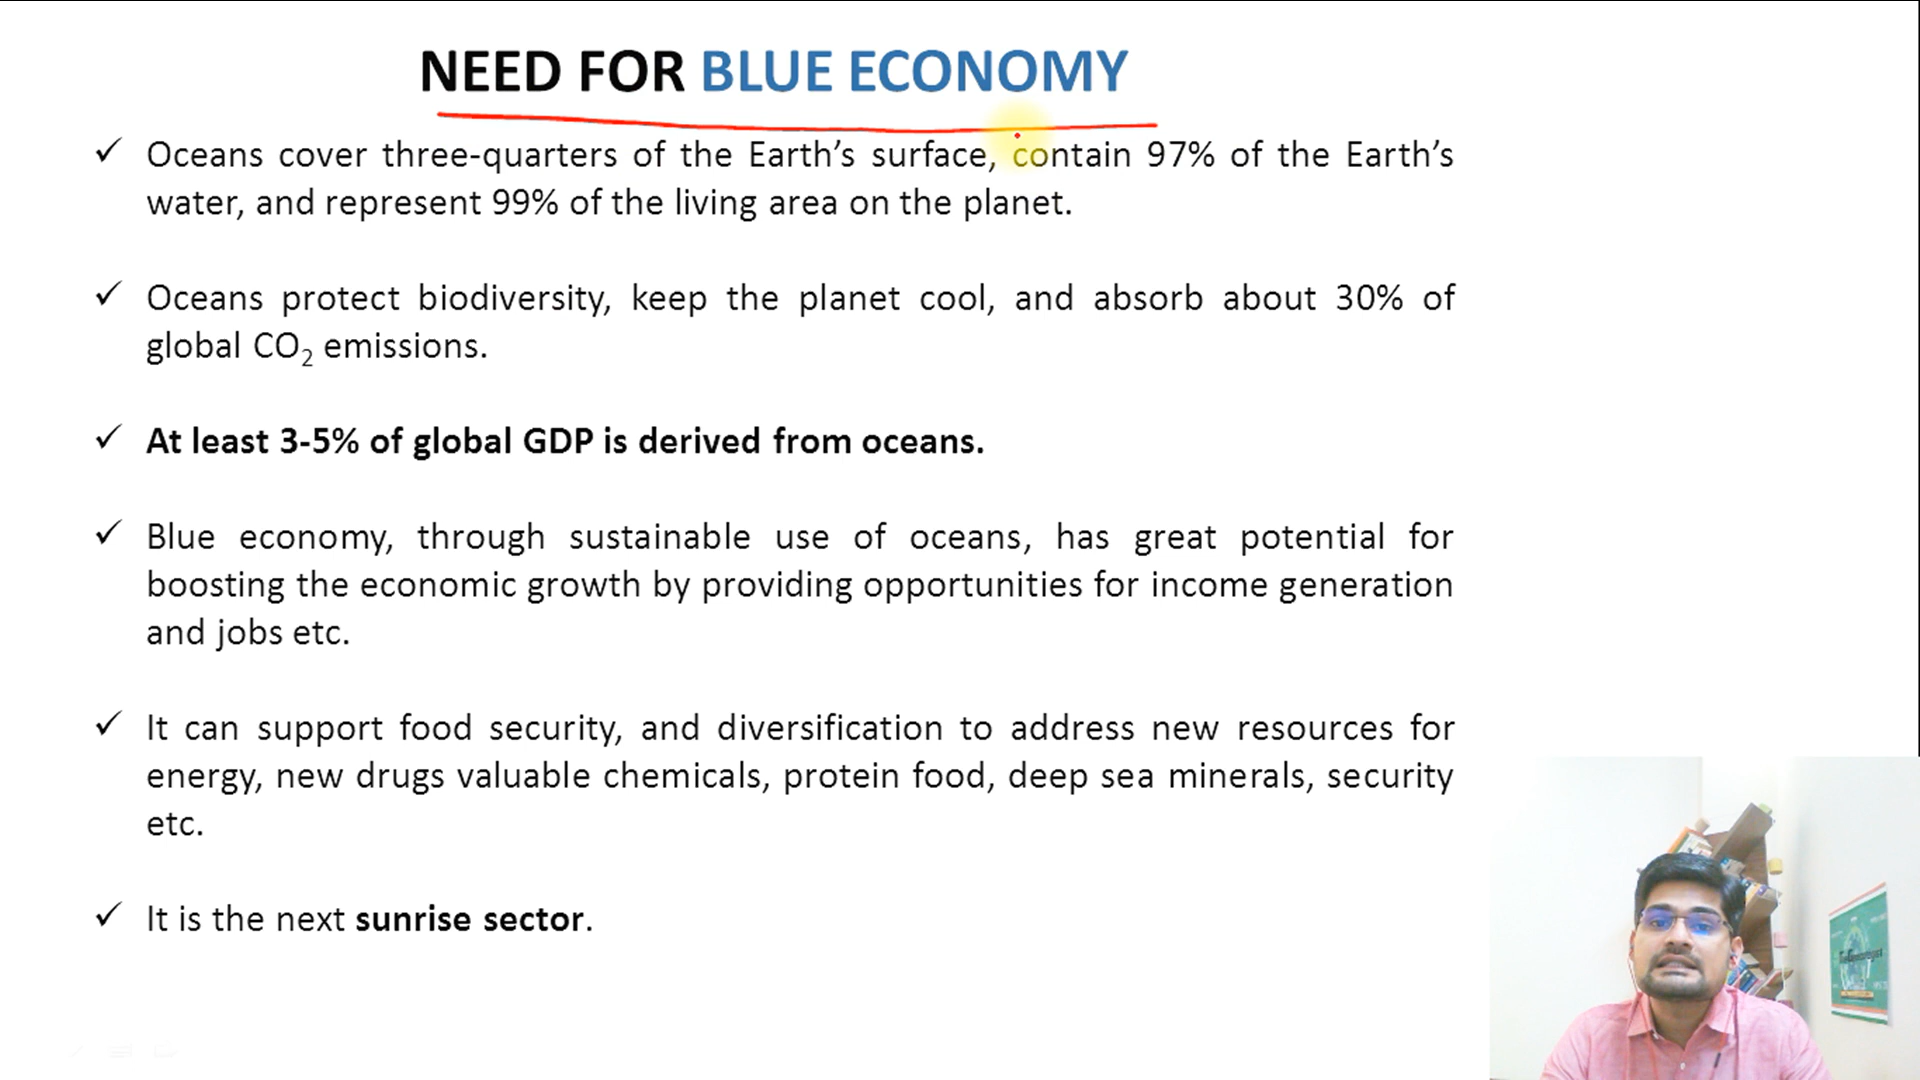 NEED FOR BLUE ECONOMY
✓ Oceans cover three-quarters of the Earth’s surface, contain 97% of the Earth’s
water, and represent 99% of the living area on the planet.
✓ Oceans protect biodiversity, keep the planet cool, and absorb about 30% of
global CO₂ emissions.
✓ At least 3-5% of global GDP is derived from oceans.
✓ Blue economy, through sustainable use of oceans, has great potential for
boosting the economic growth by providing opportunities for income generation
and jobs etc.
✓ It can support food security, and diversification to address new resources for
energy, new drugs valuable chemicals, protein food, deep sea minerals, security
etc.
✓ It is the next sunrise sector.